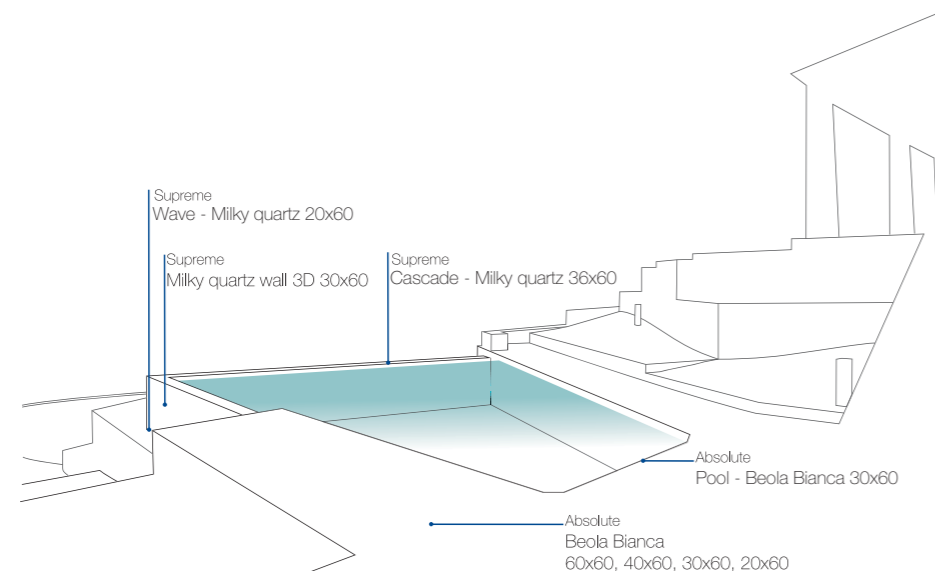 Supreme
Wave - Milky quartz 20x60
Supreme
Milky quartz wall 3D 30x60
Supreme
Cascade - Milky quartz 36x60
Absolute
Pool - Beola Bianca 30x60
Absolute
Beola Bianca
60x60, 40x60, 30x60, 20x60